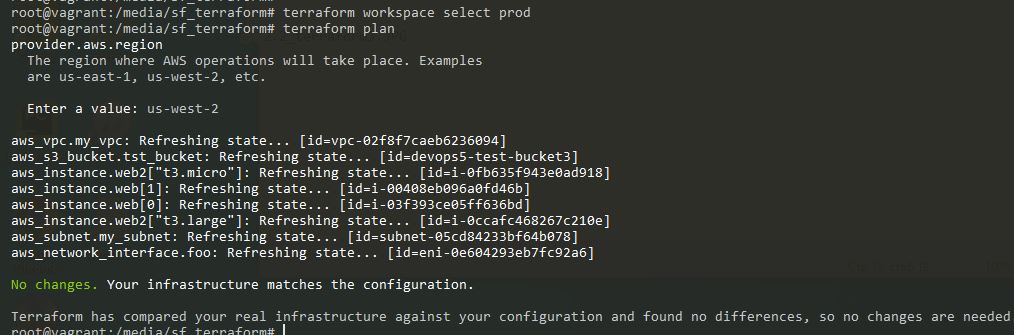 root@vagrant:/media/sf_terraform# terraform workspace select prod
root@vagrant:/media/sf_terraform# terraform plan
provider.aws.region
  The region where AWS operations will take place. Examples
  are us-east-1, us-west-2, etc.

  Enter a value: us-west-2

aws_vpc.my_vpc: Refreshing state... [id=vpc-02f8f7caeb6236094]
aws_s3_bucket.tst_bucket: Refreshing state... [id=devops5-test-bucket3]
aws_instance.web2["t3.micro"]: Refreshing state... [id=i-0fb635f943e0ad918]
aws_instance.web[1]: Refreshing state... [id=i-00408eb096a0fd46b]
aws_instance.web[0]: Refreshing state... [id=i-03f393ce05ff636bd]
aws_instance.web2["t3.large"]: Refreshing state... [id=i-0ccafc468267c210e]
aws_subnet.my_subnet: Refreshing state... [id=subnet-05cd84233bf64b078]
aws_network_interface.foo: Refreshing state... [id=eni-0e604293eb7fc92a6]

No changes. Your infrastructure matches the configuration.

Terraform has compared your real infrastructure against your configuration and found no differences, so no changes are needed
root@vagrant:/media/sf_terraform#